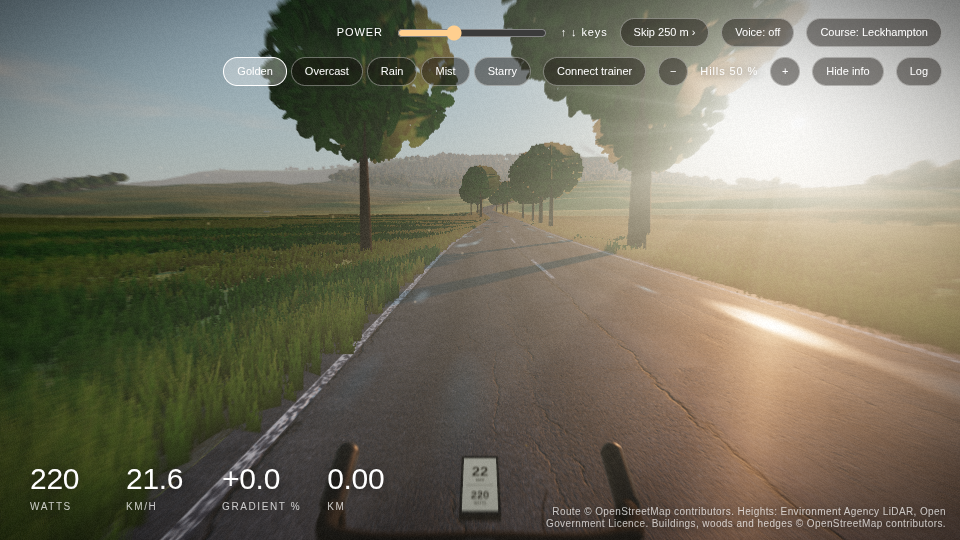 POWER ↑ ↓ keys Skip 250 m › Voice: off Course: Leckhampton
Golden Overcast Rain Mist Starry Connect trainer − Hills 50 % + Hide info Log
22
220
220 21.6 +0.0 0.00
WATTS KM/H GRADIENT % KM
Route © OpenStreetMap contributors. Heights: Environment Agency LiDAR, Open
Government Licence. Buildings, woods and hedges © OpenStreetMap contributors.